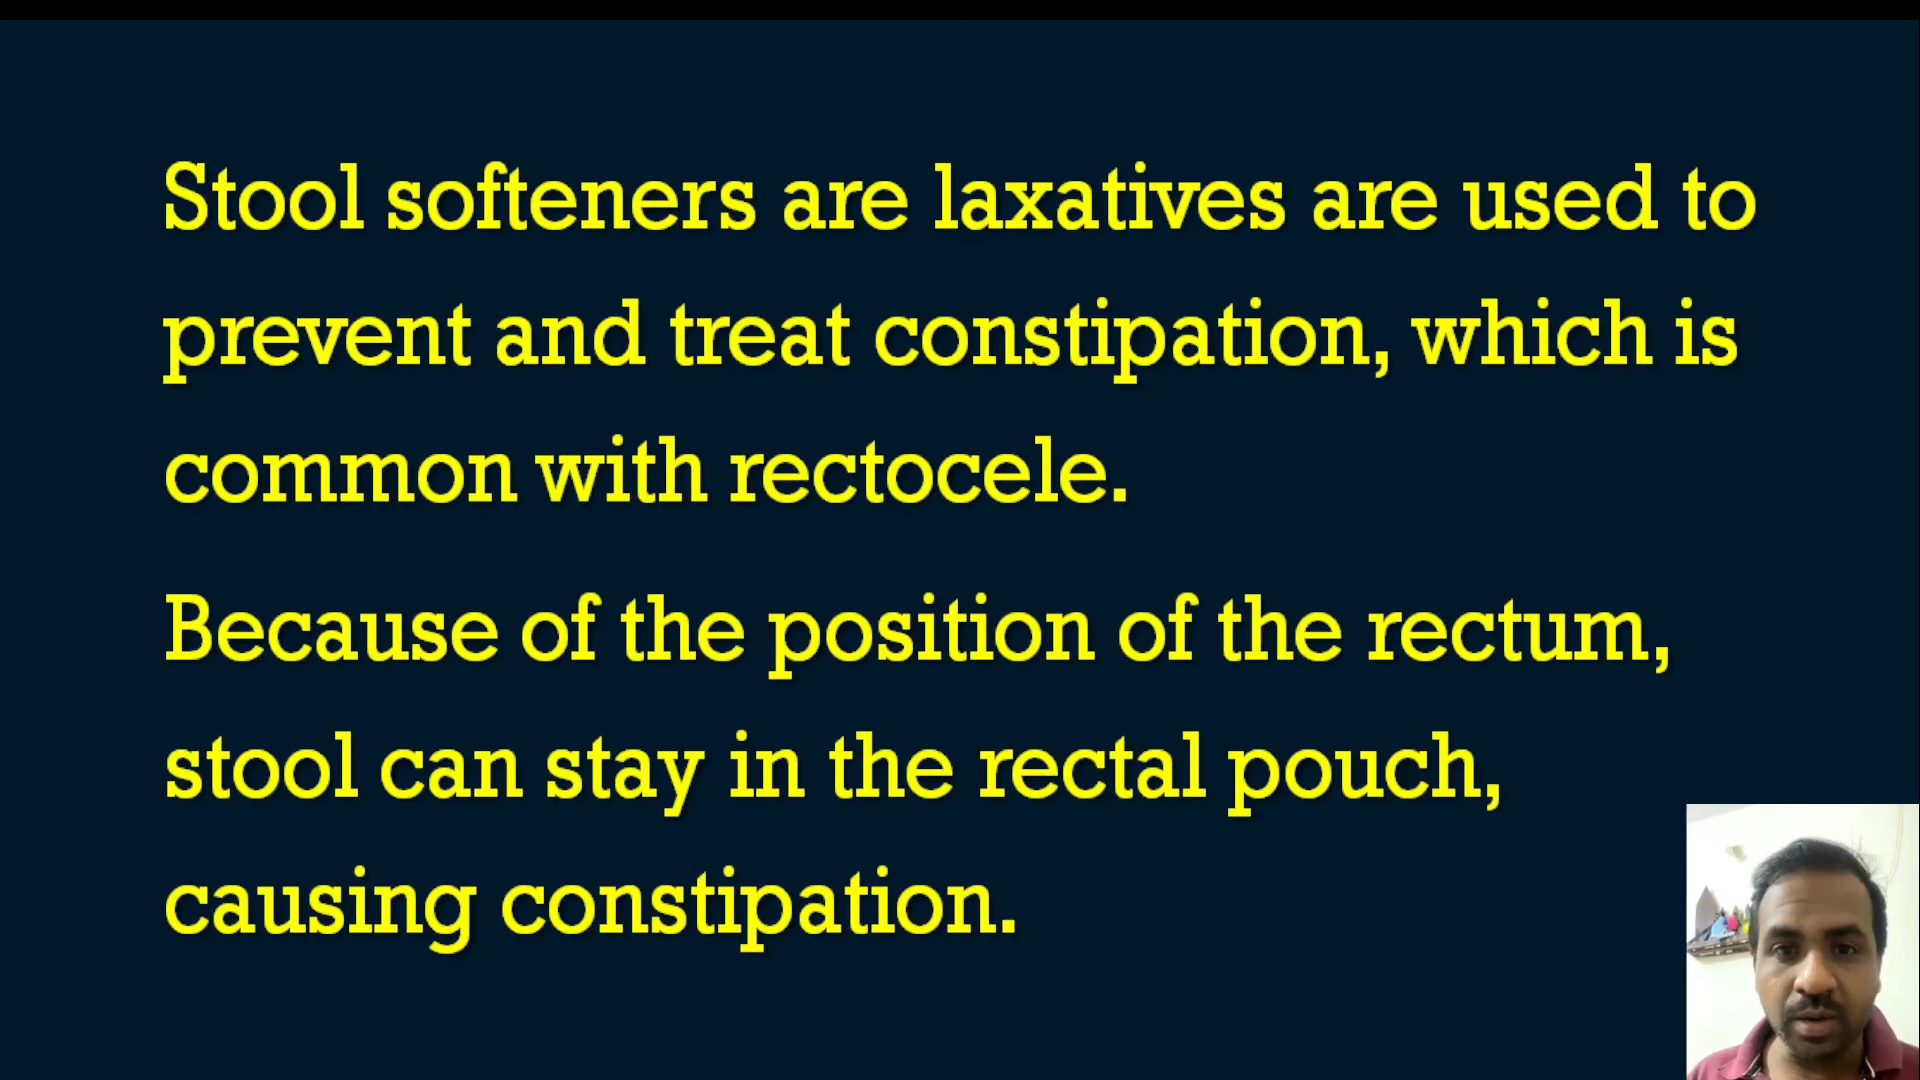 Stool softeners are laxatives are used to
prevent and treat constipation, which is
common with rectocele.
Because of the position of the rectum,
stool can stay in the rectal pouch,
causing constipation.